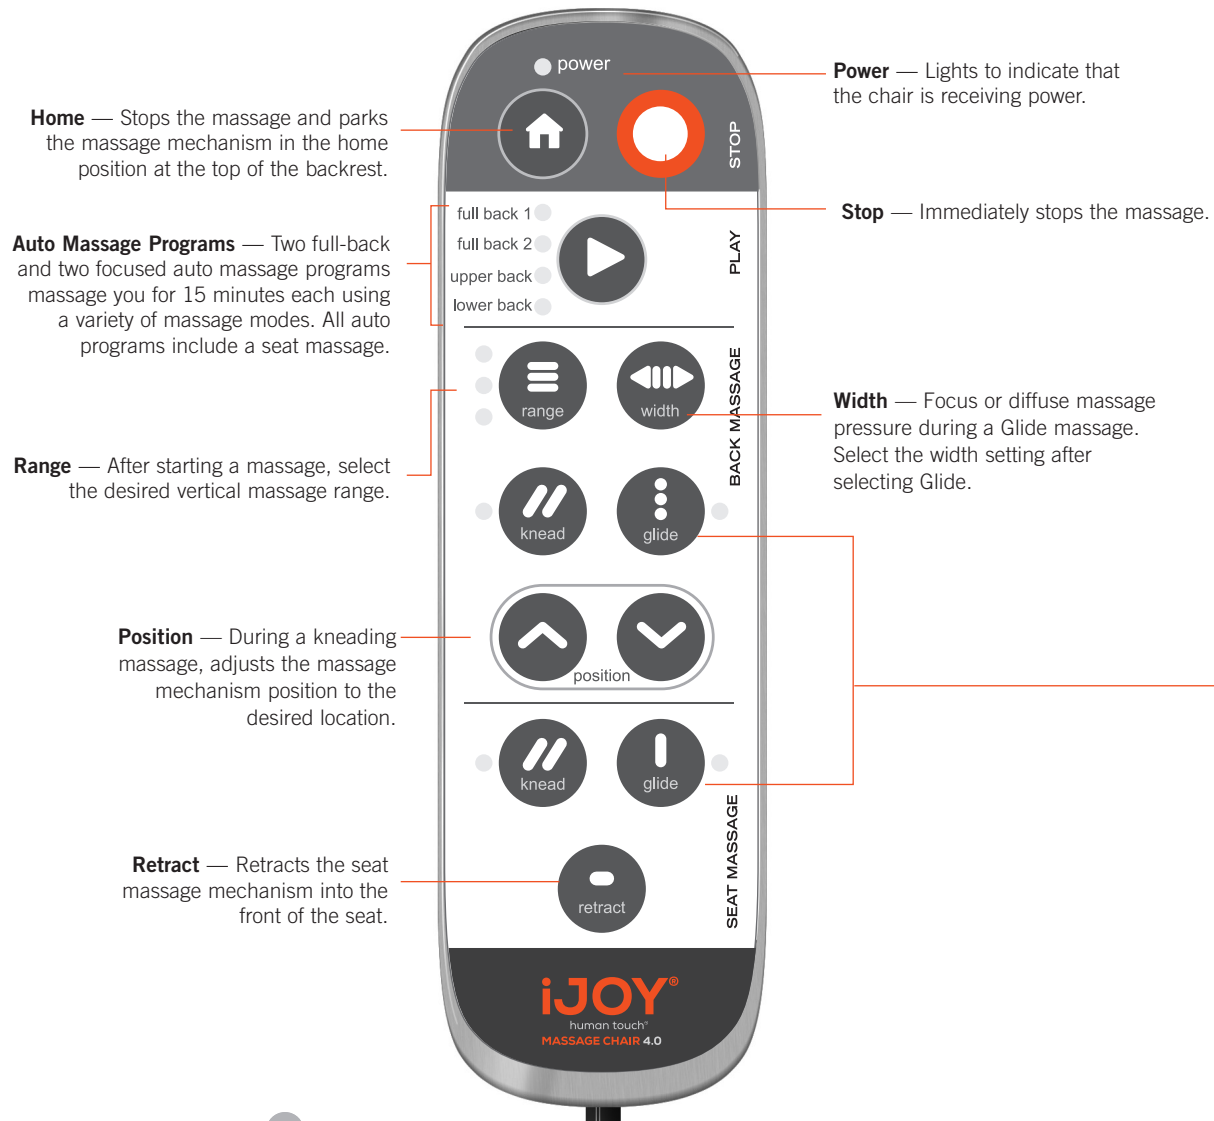 power
Power — Lights to indicate that
the chair is receiving power.
Home — Stops the massage and parks
the massage mechanism in the home
position at the top of the backrest.
STOP
Stop — Immediately stops the massage.
full back 1
full back 2
upper back
lower back
PLAY
Auto Massage Programs — Two full-back
and two focused auto massage programs
massage you for 15 minutes each using
a variety of massage modes. All auto
programs include a seat massage.
range
width
BACK MASSAGE
Width — Focus or diffuse massage
pressure during a Glide massage.
Select the width setting after
selecting Glide.
Range — After starting a massage, select
the desired vertical massage range.
knead
glide
Position — During a kneading
massage, adjusts the massage
mechanism position to the
desired location.
position
knead
glide
SEAT MASSAGE
Retract — Retracts the seat
massage mechanism into the
front of the seat.
retract
iJOY®
human touch?
MASSAGE CHAIR 4.0